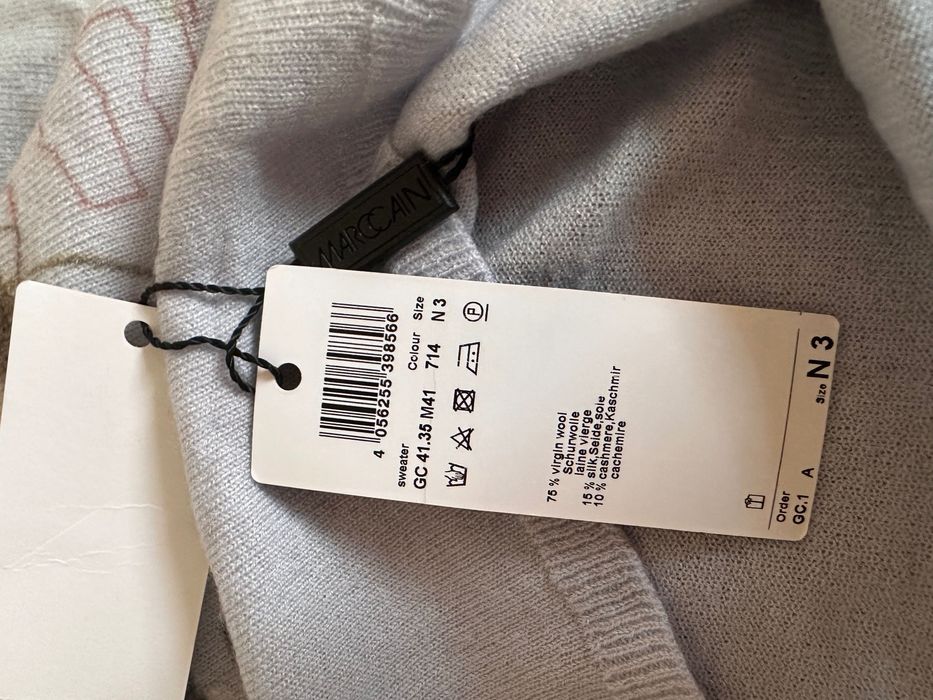 MARCCAIN
4 056255 398566
sweater Colour Size
GC 41.35 M41 714 N 3
P
75 % virgin wool
Schurwolle
laine vierge
15 % silk,Seide,soie
10 % cashmere,Kaschmir
cachemire
Order
GC.1 A Size N 3